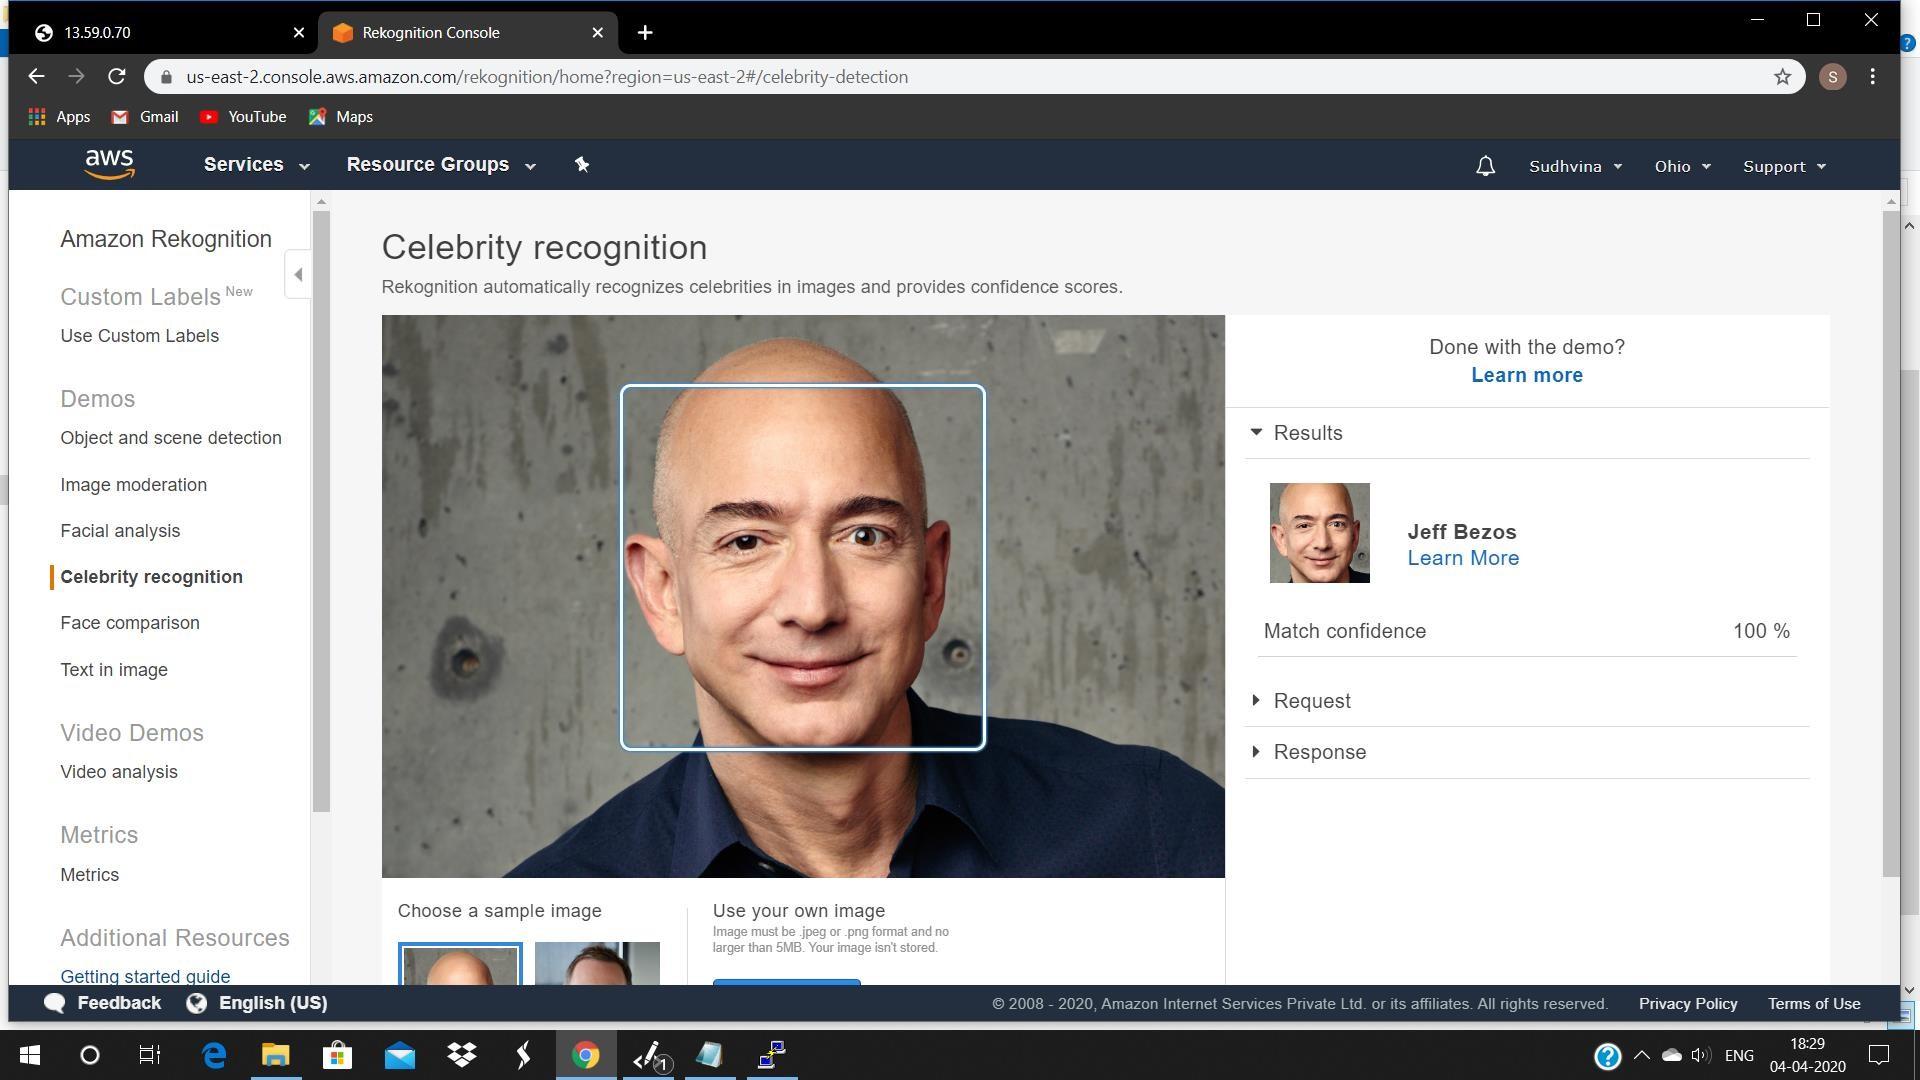 13.59.0.70
Rekognition Console
us-east-2.console.aws.amazon.com/rekognition/home?region=us-east-2#/celebrity-detection
S
Apps Gmail YouTube Maps
aws Services Resource Groups Sudhvina Ohio Support
Amazon Rekognition
Custom Labels New
Use Custom Labels
Demos
Object and scene detection
Image moderation
Facial analysis
Celebrity recognition
Face comparison
Text in image
Video Demos
Video analysis
Metrics
Metrics
Additional Resources
Getting started guide
Celebrity recognition
Rekognition automatically recognizes celebrities in images and provides confidence scores.
Done with the demo?
Learn more
Results
Jeff Bezos
Learn More
Match confidence 100 %
Request
Response
Choose a sample image
Use your own image
Image must be .jpeg or .png format and no
larger than 5MB. Your image isn't stored.
Feedback English (US) © 2008 - 2020, Amazon Internet Services Private Ltd. or its affiliates. All rights reserved. Privacy Policy Terms of Use
1
ENG
18:29
04-04-2020